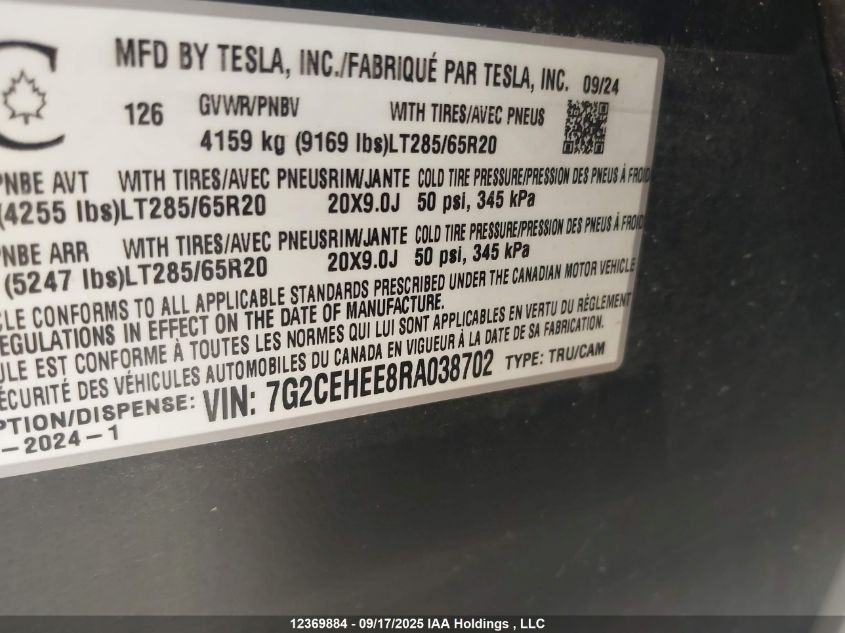 MFD BY TESLA, INC./FABRIQUÉ PAR TESLA, INC. 09/24
126 GVWR/PNBV WITH TIRES/AVEC PNEUS
4159 kg (9169 lbs)LT285/65R20
PNBE AVT WITH TIRES/AVEC PNEUSRIM/JANTE COLD TIRE PRESSURE/PRESSION DES PNEUS À FROID
(4255 lbs)LT285/65R20 20X9.0J 50 psi, 345 kPa
PNBE ARR WITH TIRES/AVEC PNEUSRIM/JANTE COLD TIRE PRESSURE/PRESSION DES PNEUS À FROID
(5247 lbs)LT285/65R20 20X9.0J 50 psi, 345 kPa
CLE CONFORMS TO ALL APPLICABLE STANDARDS PRESCRIBED UNDER THE CANADIAN MOTOR VEHICLE
EGULATIONS IN EFFECT ON THE DATE OF MANUFACTURE.
ULE EST CONFORME À TOUTES LES NORMES QUI LUI SONT APPLICABLES EN VERTU DU RÈGLEMENT
ÉCURITÉ DES VÉHICULES AUTOMOBILES DU CANADA EN VIGUEUR À LA DATE DE SA FABRICATION.
PTION/DISPENSE: VIN: 7G2CEHEE8RA038702 TYPE: TRU/CAM
-2024-1
12369884 - 09/17/2025 IAA Holdings , LLC